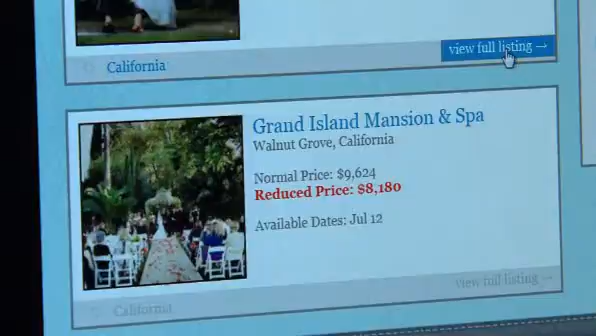 California
view full listing →
Grand Island Mansion & Spa
Walnut Grove, California
Normal Price: $9,624
Reduced Price: $8,180
Available Dates: Jul 12
view full listing →
California